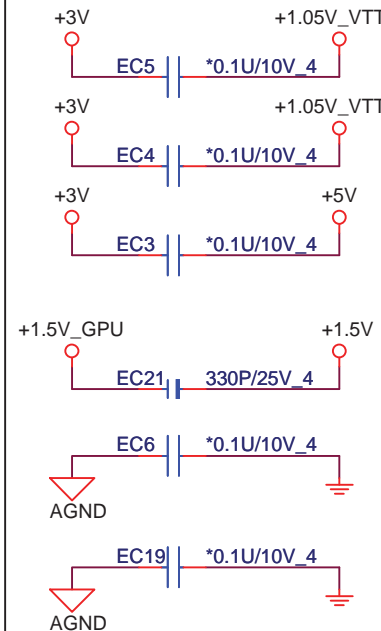 +3V +1.05V_VTT
EC5 *0.1U/10V_4
+3V +1.05V_VTT
EC4 *0.1U/10V_4
+3V +5V
EC3 *0.1U/10V_4
+1.5V_GPU +1.5V
EC21 330P/25V_4
EC6 *0.1U/10V_4
AGND
EC19 *0.1U/10V_4
AGND